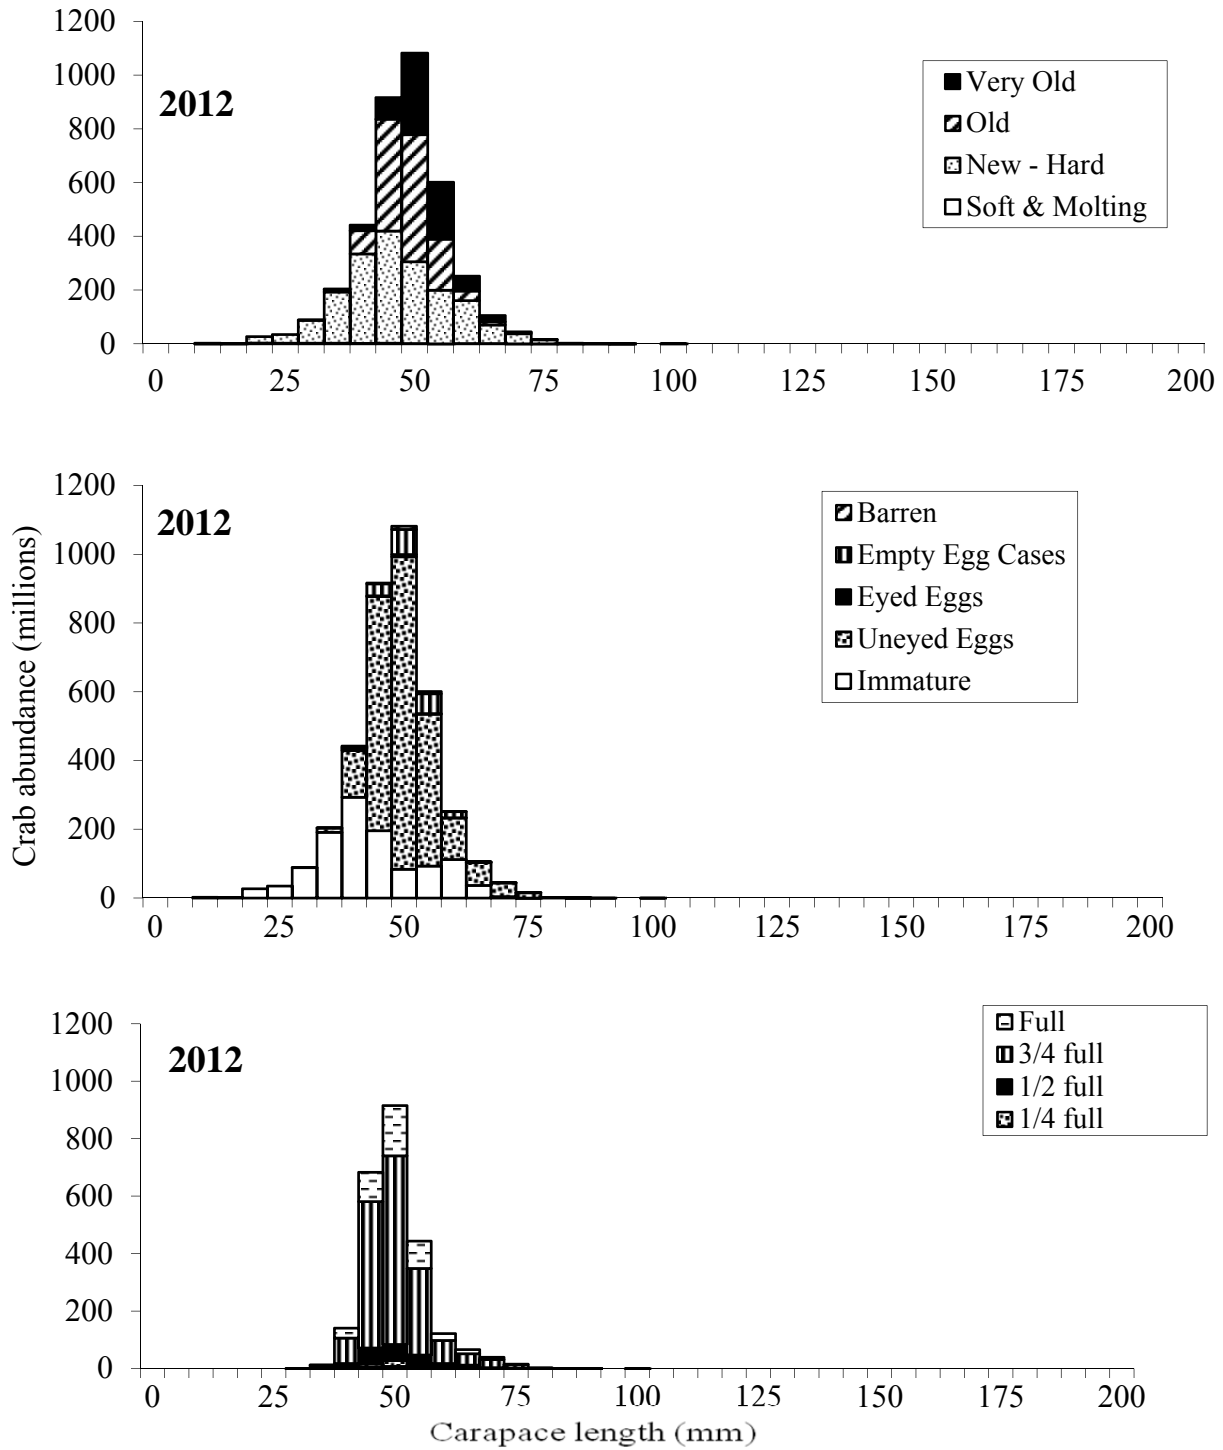 1200
1000
800
600
400
200
0
2012
Very Old
Old
New - Hard
Soft & Molting
0 25 50 75 100 125 150 175 200
Crab abundance (millions)
1200
1000
800
600
400
200
0
2012
Barren
Empty Egg Cases
Eyed Eggs
Uneyed Eggs
Immature
0 25 50 75 100 125 150 175 200
1200
1000
800
600
400
200
0
2012
Full
3/4 full
1/2 full
1/4 full
0 25 50 75 100 125 150 175 200
Carapace length (mm)